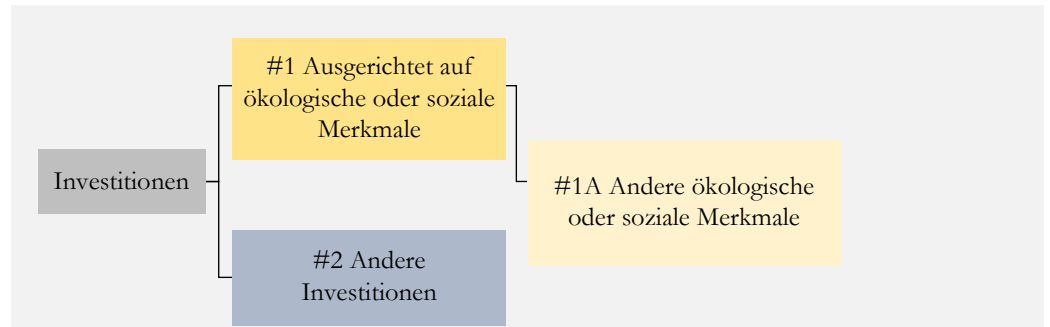 #1 Ausgerichtet auf
ökologische oder soziale
Merkmale
Investitionen
#1A Andere ökologische
oder soziale Merkmale
#2 Andere
Investitionen